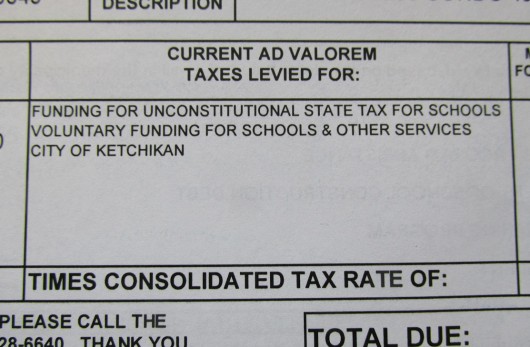 DESCRIPTION
CURRENT AD VALOREM
TAXES LEVIED FOR:
FUNDING FOR UNCONSTITUTIONAL STATE TAX FOR SCHOOLS
VOLUNTARY FUNDING FOR SCHOOLS & OTHER SERVICES
CITY OF KETCHIKAN
TIMES CONSOLIDATED TAX RATE OF:
PLEASE CALL THE
28-6640 THANK YOU
TOTAL DUE: